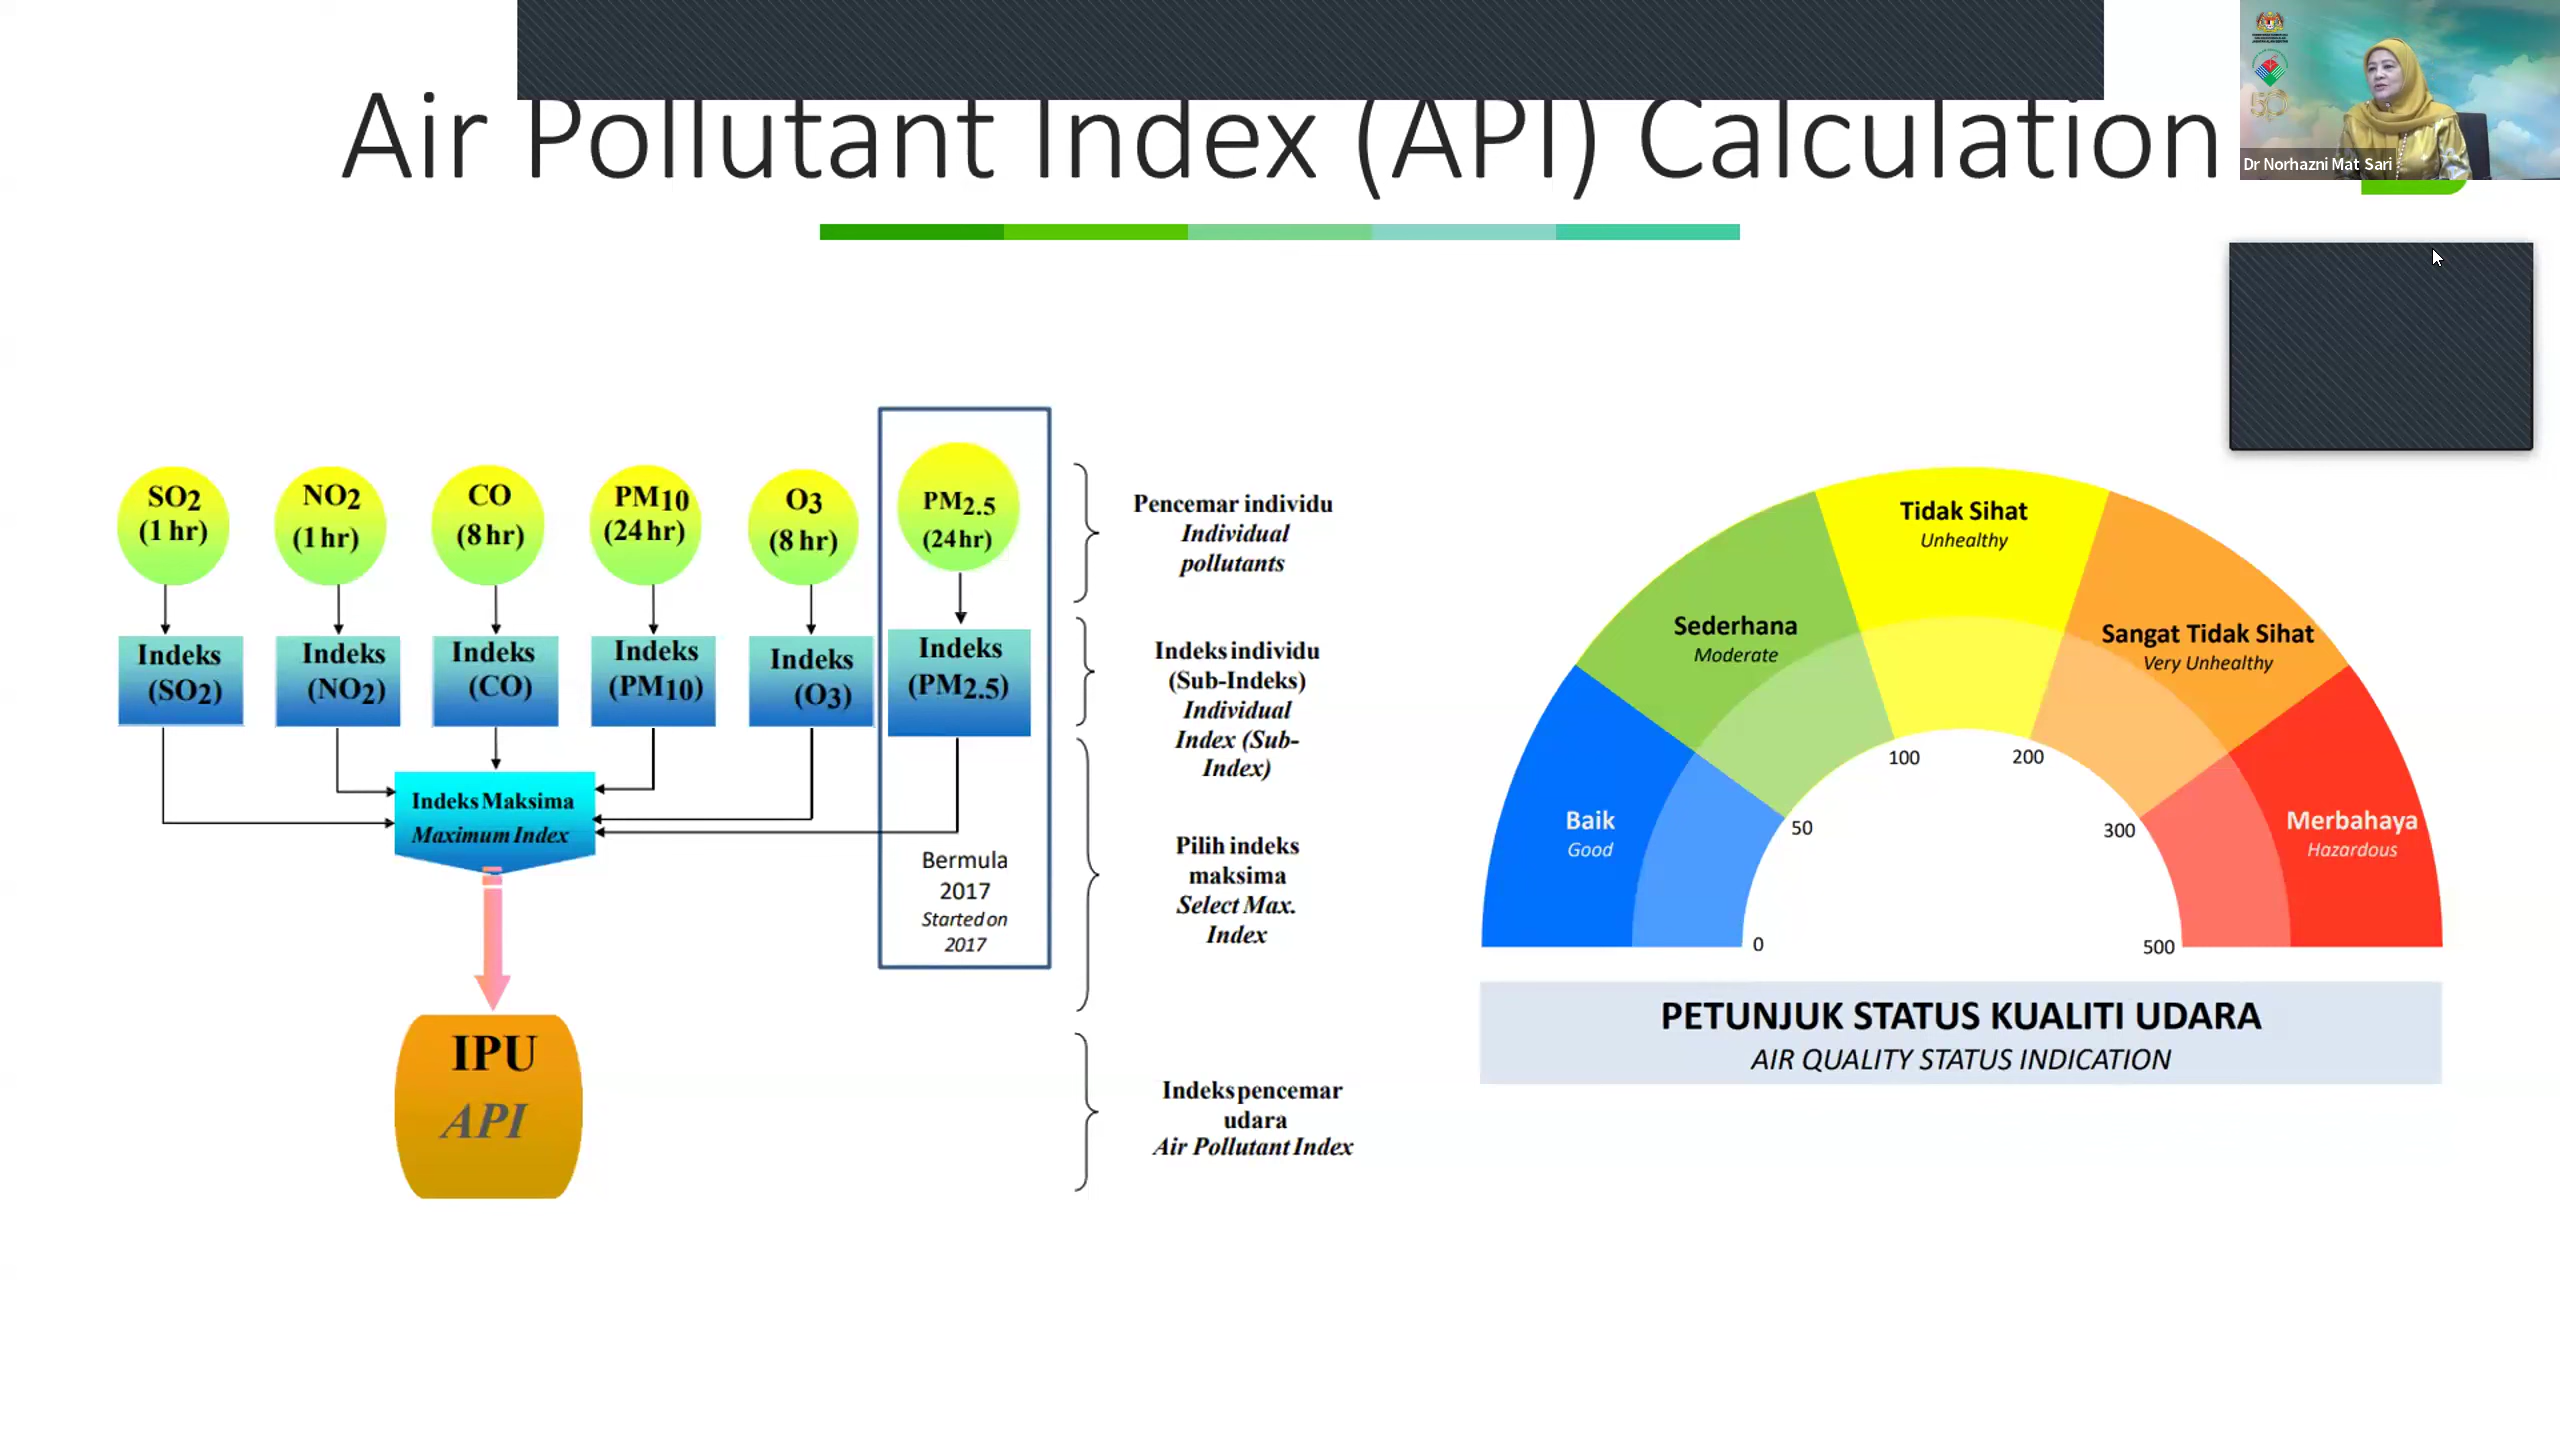 Air Pollutant Index (API) Calculation
Dr Norhazni Mat Sari
SO2
(1 hr)
NO2
(1 hr)
CO
(8 hr)
PM10
(24 hr)
O3
(8 hr)
PM2.5
(24 hr)
Pencemar individu
Individual
pollutants
Indeks
(SO2)
Indeks
(NO2)
Indeks
(CO)
Indeks
(PM10)
Indeks
(O3)
Indeks
(PM2.5)
Indeks individu
(Sub-Indeks)
Individual
Index (Sub-
Index)
Indeks Maksima
Maximum Index
Bermula
2017
Started on
2017
Pilih indeks
maksima
Select Max.
Index
IPU
API
Indeks pencemar
udara
Air Pollutant Index
Baik
Good
Sederhana
Moderate
Tidak Sihat
Unhealthy
Sangat Tidak Sihat
Very Unhealthy
Merbahaya
Hazardous
0
50
100
200
300
500
PETUNJUK STATUS KUALITI UDARA
AIR QUALITY STATUS INDICATION